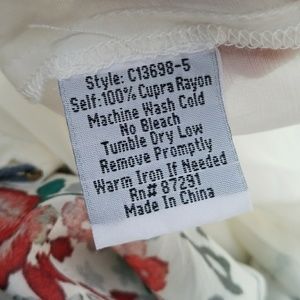 Style: C13698-5
Self:100% Cupra Rayon
Machine Wash Cold
No Bleach
Tumble Dry Low
Remove Promptly
Warm Iron If Needed
Rn# 87291
Made In China